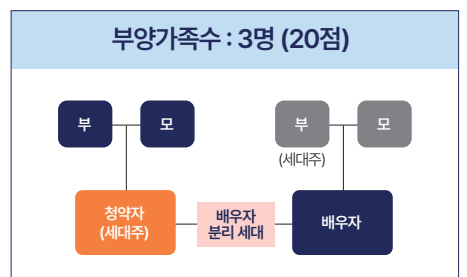 부양가족수 : 3명 (20점)
부 모 부 모
(세대주)
청약자
(세대주)
배우자
분리 세대
배우자